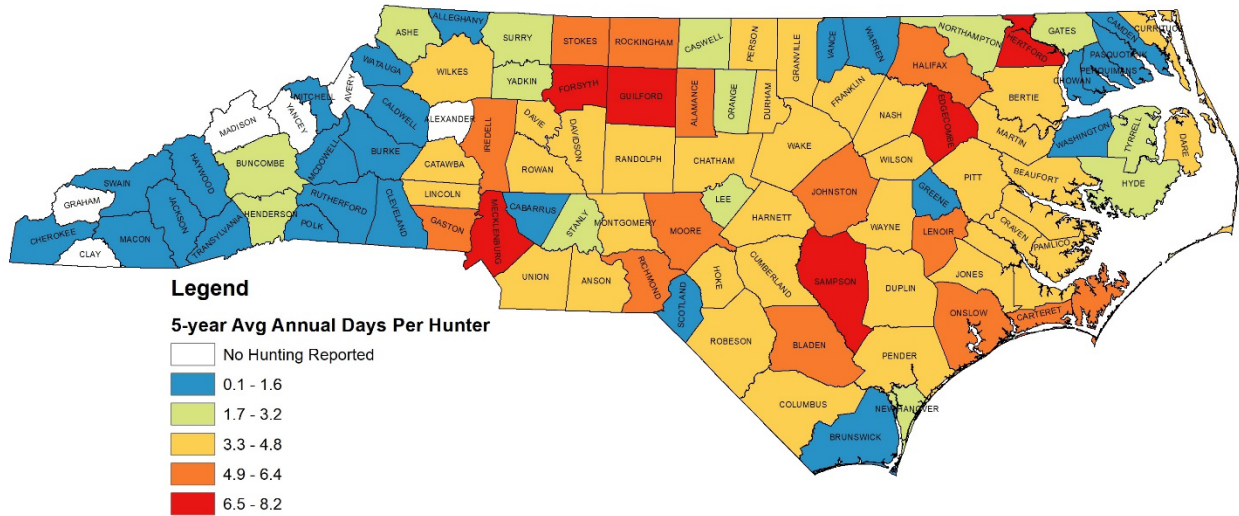 ALLEGHANY
ASHE
SURRY
STOKES
ROCKINGHAM
CASWELL
PERSON
GRANVILLE
VANCE
WARREN
NORTHAMPTON
HERTFORD
GATES
CAMDEN
CURRITUCK
PASQUOTANK
PERQUIMANS
CHOWAN
WATAUGA
WILKES
YADKIN
FORSYTH
GUILFORD
ALAMANCE
ORANGE
DURHAM
FRANKLIN
HALIFAX
BERTIE
MITCHELL
AVERY
YANCEY
MADISON
CALDWELL
ALEXANDER
IREDELL
DAVIE
DAVIDSON
RANDOLPH
CHATHAM
WAKE
NASH
EDGECOMBE
MARTIN
WASHINGTON
TYRRELL
DARE
HAYWOOD
BUNCOMBE
MCDOWELL
BURKE
CATAWBA
ROWAN
WILSON
PITT
BEAUFORT
HYDE
SWAIN
GRAHAM
JACKSON
HENDERSON
RUTHERFORD
CLEVELAND
LINCOLN
MECKLENBURG
CABARRUS
STANLY
MONTGOMERY
MOORE
LEE
HARNETT
JOHNSTON
WAYNE
GREENE
LENOIR
CRAVEN
PAMLICO
CHEROKEE
MACON
TRANSYLVANIA
POLK
GASTON
CLAY
UNION
ANSON
RICHMOND
SCOTLAND
HOKE
CUMBERLAND
SAMPSON
DUPLIN
JONES
ONSLOW
CARTERET
ROBESON
BLADEN
PENDER
COLUMBUS
NEW HANOVER
BRUNSWICK
Legend
5-year Avg Annual Days Per Hunter
No Hunting Reported
0.1 - 1.6
1.7 - 3.2
3.3 - 4.8
4.9 - 6.4
6.5 - 8.2